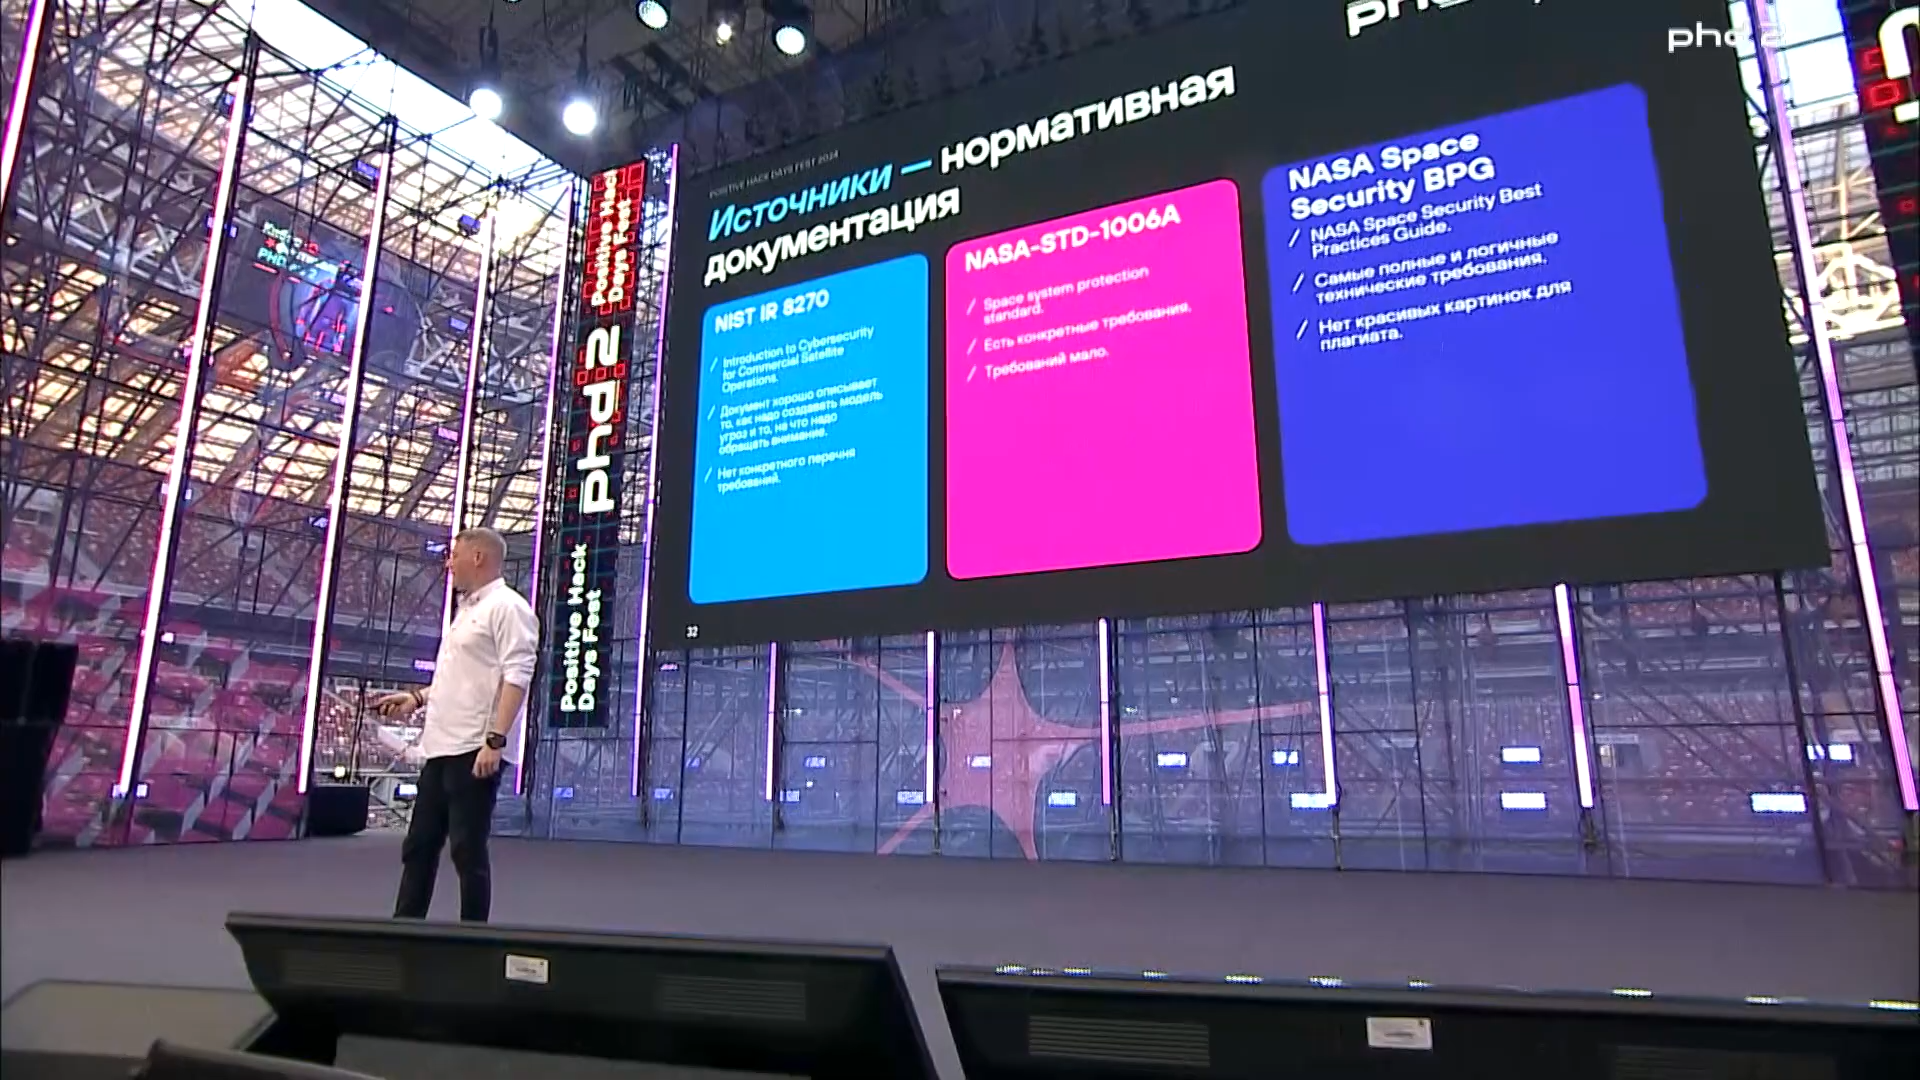 phd 2
POSITIVE HACK DAYS FEST 2024
Источники — нормативная
документация
NIST IR 8270
/ Introduction to Cybersecurity
for Commercial Satellite
Operations.
/ Документ хорошо описывает
то, как надо создавать модель
угроз и то, на что надо
обращать внимание.
/ Нет конкретного перечня
требований.
NASA-STD-1006A
/ Space system protection
standard.
/ Есть конкретные требования.
/ Требований мало.
NASA Space
Security BPG
/ NASA Space Security Best
Practices Guide.
/ Самые полные и логичные
технические требования.
/ Нет красивых картинок для
плагиата.
32
Positive Hack
Days Fest
phd2
Positive Hack
Days Fest